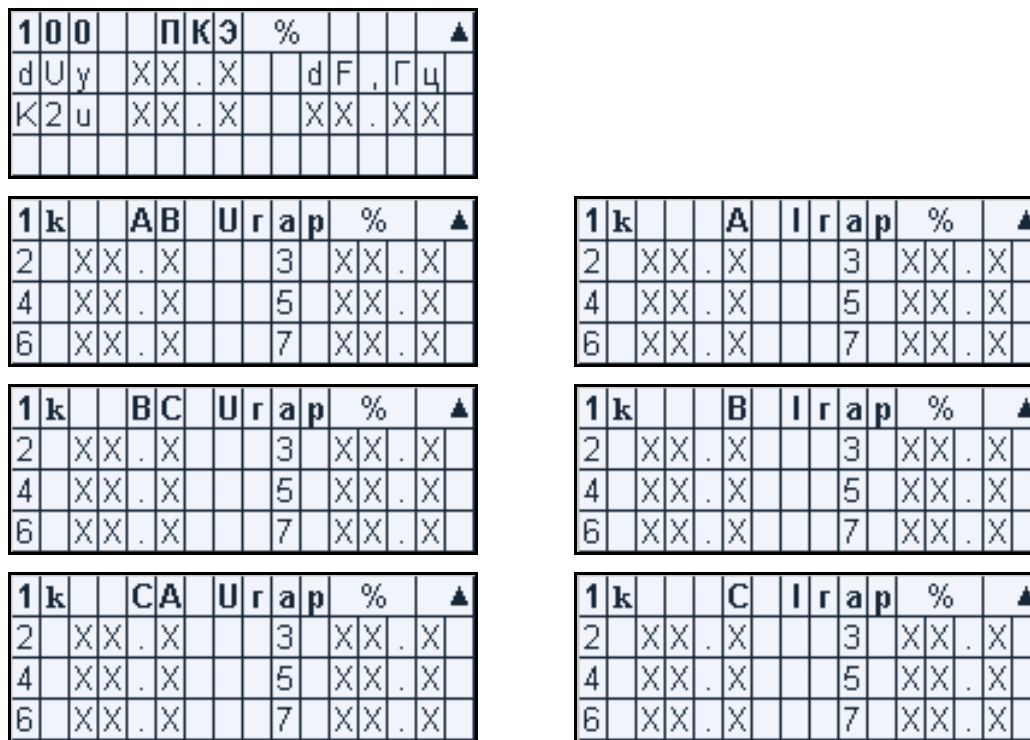 100 ПКЭ % ▲
dUy XX.X dF,Гц
K2u XX.X XX.XX
1k AB Uгар % ▲
2 XX.X 3 XX.X
4 XX.X 5 XX.X
6 XX.X 7 XX.X
1k A Iгар % ▲
2 XX.X 3 XX.X
4 XX.X 5 XX.X
6 XX.X 7 XX.X
1k BC Uгар % ▲
2 XX.X 3 XX.X
4 XX.X 5 XX.X
6 XX.X 7 XX.X
1k B Iгар % ▲
2 XX.X 3 XX.X
4 XX.X 5 XX.X
6 XX.X 7 XX.X
1k CA Uгар % ▲
2 XX.X 3 XX.X
4 XX.X 5 XX.X
6 XX.X 7 XX.X
1k C Iгар % ▲
2 XX.X 3 XX.X
4 XX.X 5 XX.X
6 XX.X 7 XX.X